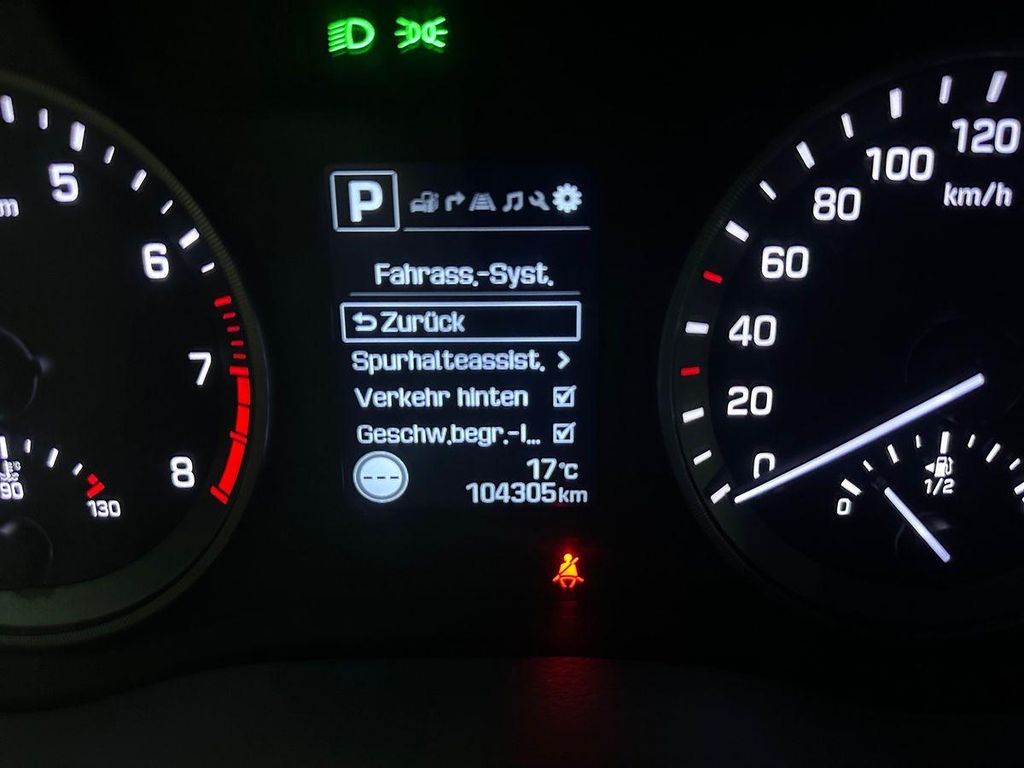 P
Fahrass.-Syst.
Zurück
Spurhalteassist. >
Verkehr hinten
Geschw.begr.-I...
---
17°C
104305km
5
6
7
8
90
130
120
100
km/h
80
60
40
20
0
0
1/2